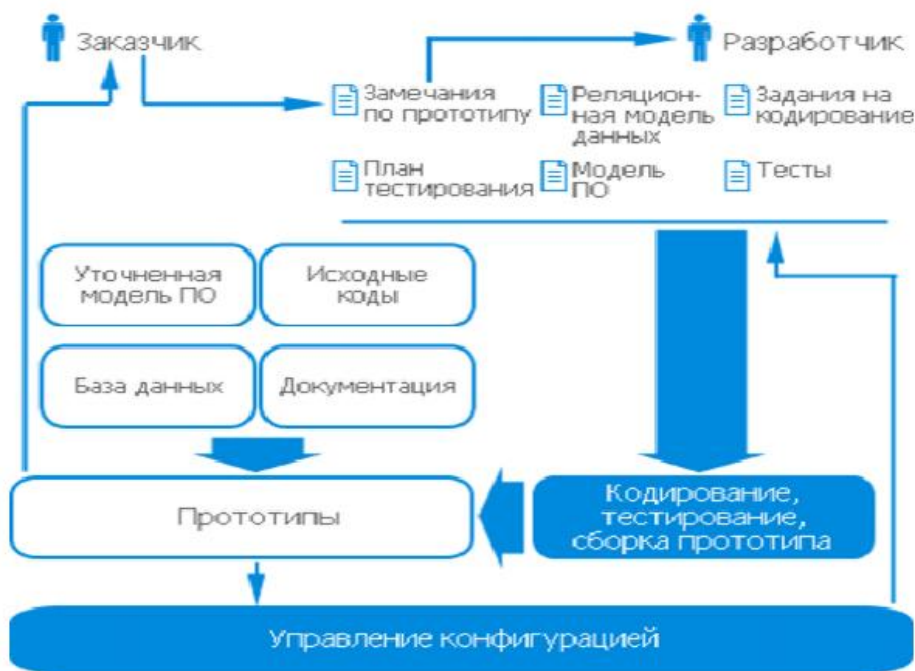 Заказчик
Разработчик
Замечания
по прототипу
Реляцион-
ная модель
данных
Задания на
кодирование
План
тестирования
Модель
ПО
Тесты
Уточненная
модель ПО
Исходные
коды
База данных
Документация
Прототипы
Кодирование,
тестирование,
сборка прототипа
Управление конфигурацией